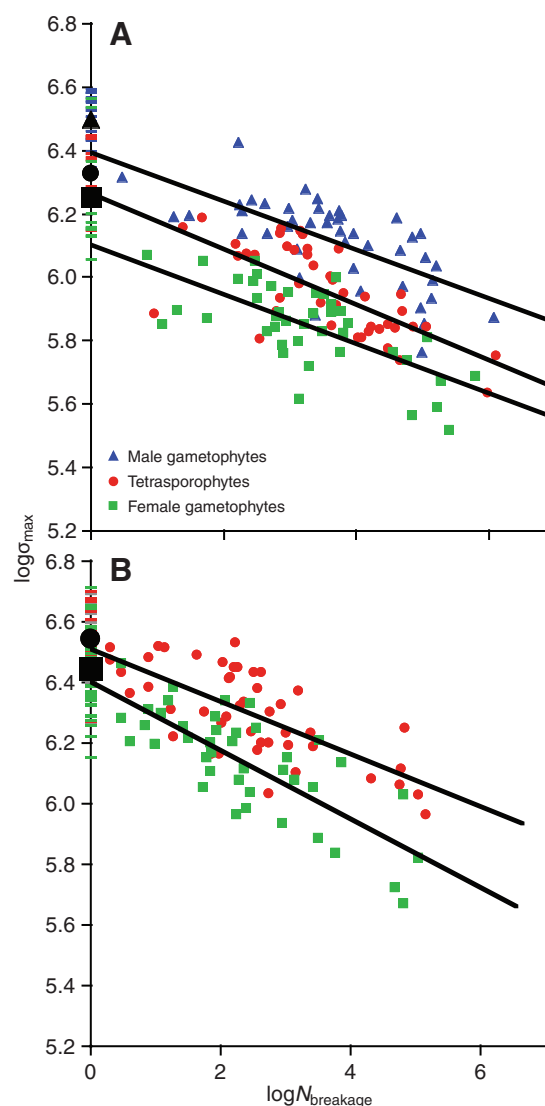 A
6.8
6.6
6.4
6.2
6.0
5.8
5.6
5.4
5.2
Male gametophytes
Tetrasporophytes
Female gametophytes
logσmax
B
6.8
6.6
6.4
6.2
6.0
5.8
5.6
5.4
5.2
0 2 4 6
logNbreakage